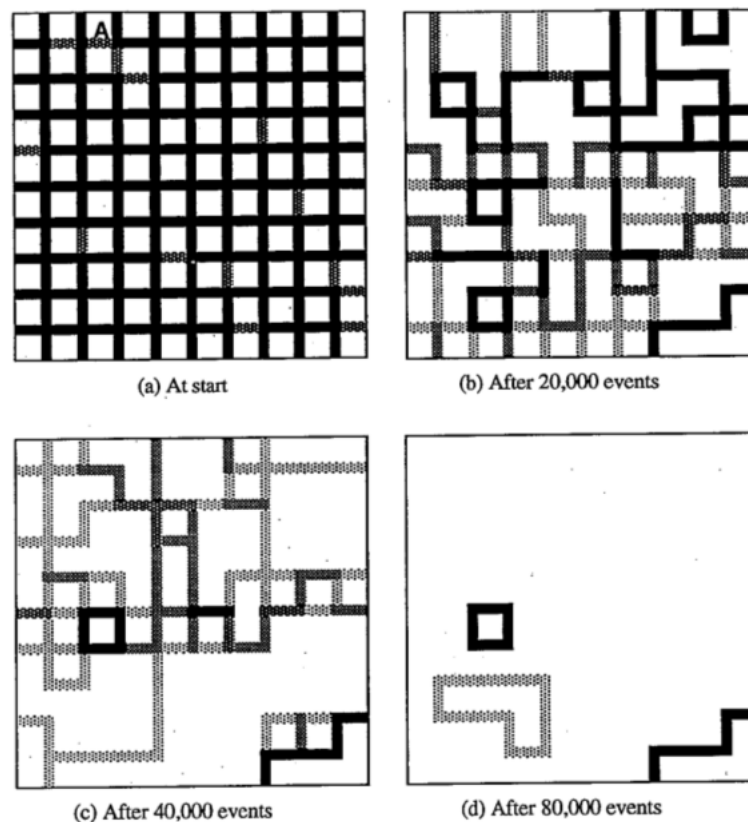 A
(a) At start
(b) After 20,000 events
(c) After 40,000 events
(d) After 80,000 events